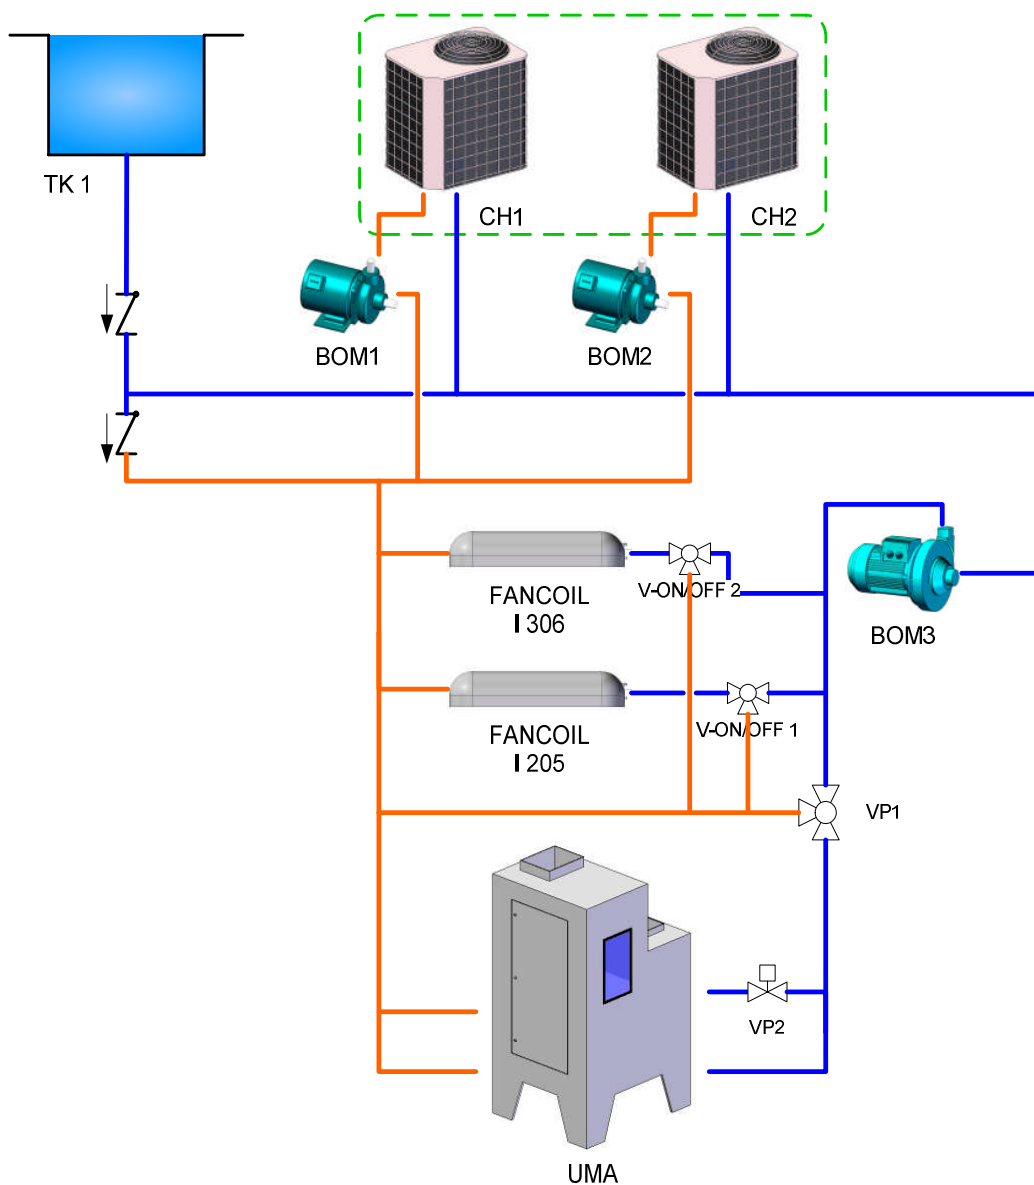 TK 1
CH1
CH2
BOM1
BOM2
FANCOIL
I 306
V-ON/OFF 2
BOM3
FANCOIL
I 205
V-ON/OFF 1
VP1
VP2
UMA